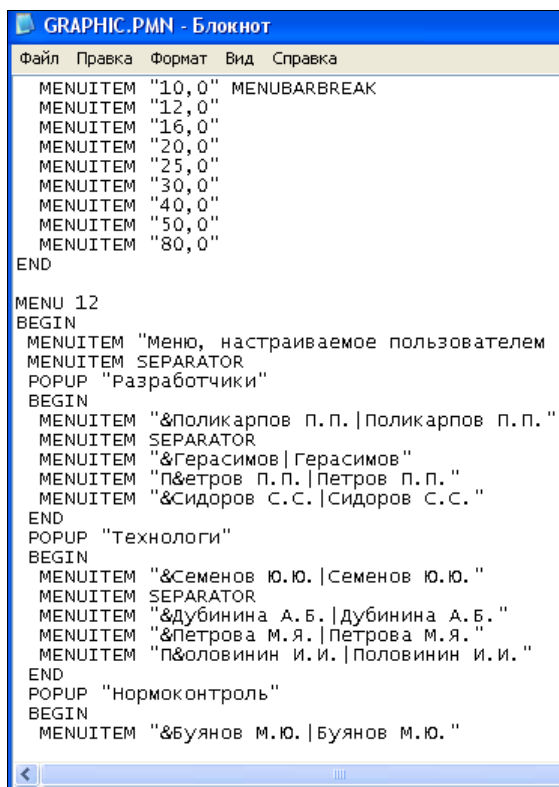 GRAPHIC.PMN - Блокнот
Файл Правка Формат Вид Справка
MENUITEM "10,0" MENUBARBREAK
MENUITEM "12,0"
MENUITEM "16,0"
MENUITEM "20,0"
MENUITEM "25,0"
MENUITEM "30,0"
MENUITEM "40,0"
MENUITEM "50,0"
MENUITEM "80,0"
END
MENU 12
BEGIN
MENUITEM "Меню, настраиваемое пользователем
MENUITEM SEPARATOR
POPUP "Разработчики"
BEGIN
MENUITEM "&Поликарпов П.П.|Поликарпов П.П."
MENUITEM SEPARATOR
MENUITEM "&Герасимов|Герасимов"
MENUITEM "П&етров П.П.|Петров П.П."
MENUITEM "&Сидоров С.С.|Сидоров С.С."
END
POPUP "Технологи"
BEGIN
MENUITEM "&Семенов Ю.Ю.|Семенов Ю.Ю."
MENUITEM SEPARATOR
MENUITEM "&Дубинина А.Б.|Дубинина А.Б."
MENUITEM "&Петрова М.Я.|Петрова М.Я."
MENUITEM "П&оловинин И.И.|Половинин И.И."
END
POPUP "Нормоконтроль"
BEGIN
MENUITEM "&Буянов М.Ю.|Буянов М.Ю."